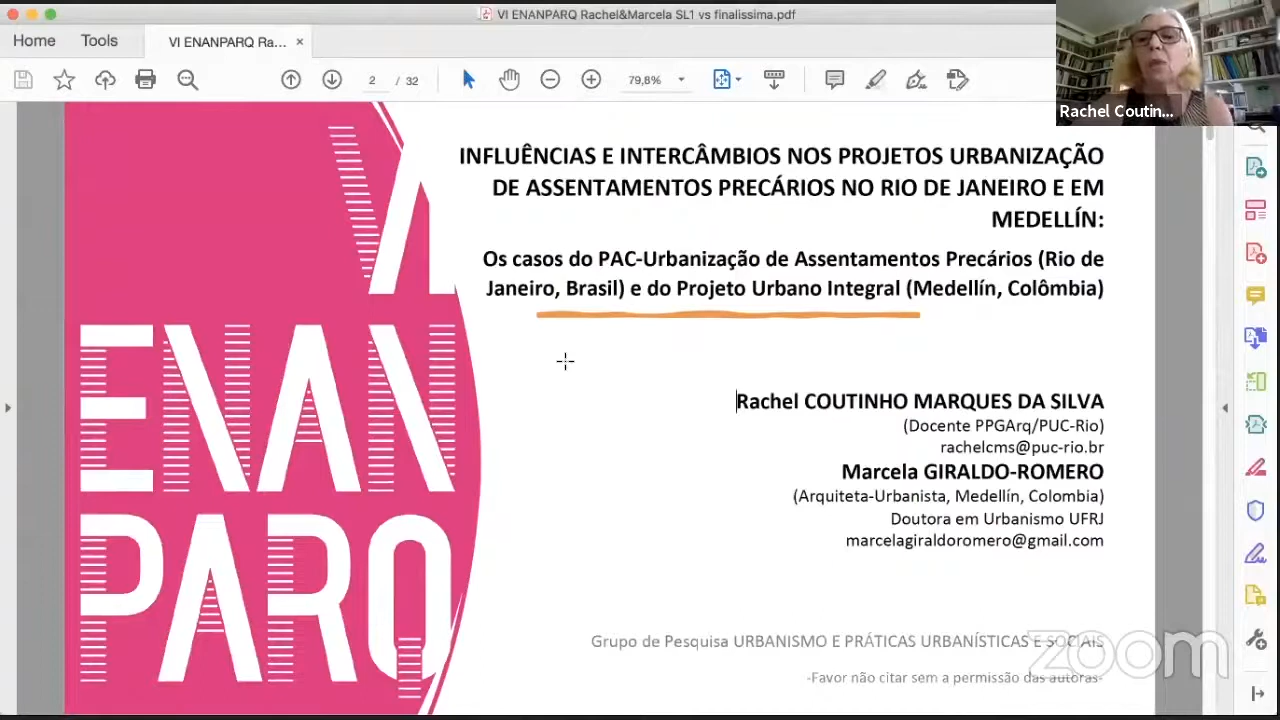 VI ENANPARQ Rachel&Marcela SL1 vs finalissima.pdf
Home Tools VI ENANPARQ Ra... ×
2 / 32 79,8%
Rachel Coutin...
INFLUÊNCIAS E INTERCÂMBIOS NOS PROJETOS URBANIZAÇÃO
DE ASSENTAMENTOS PRECÁRIOS NO RIO DE JANEIRO E EM
MEDELLÍN:
Os casos do PAC-Urbanização de Assentamentos Precários (Rio de
Janeiro, Brasil) e do Projeto Urbano Integral (Medellín, Colômbia)
ENAN
PARQ
Rachel COUTINHO MARQUES DA SILVA
(Docente PPGArq/PUC-Rio)
rachelcms@puc-rio.br
Marcela GIRALDO-ROMERO
(Arquiteta-Urbanista, Medellín, Colombia)
Doutora em Urbanismo UFRJ
marcelagiraldoromero@gmail.com
Grupo de Pesquisa URBANISMO E PRÁTICAS URBANÍSTICAS E SOCIAIS
zoom
-Favor não citar sem a permissão das autoras-